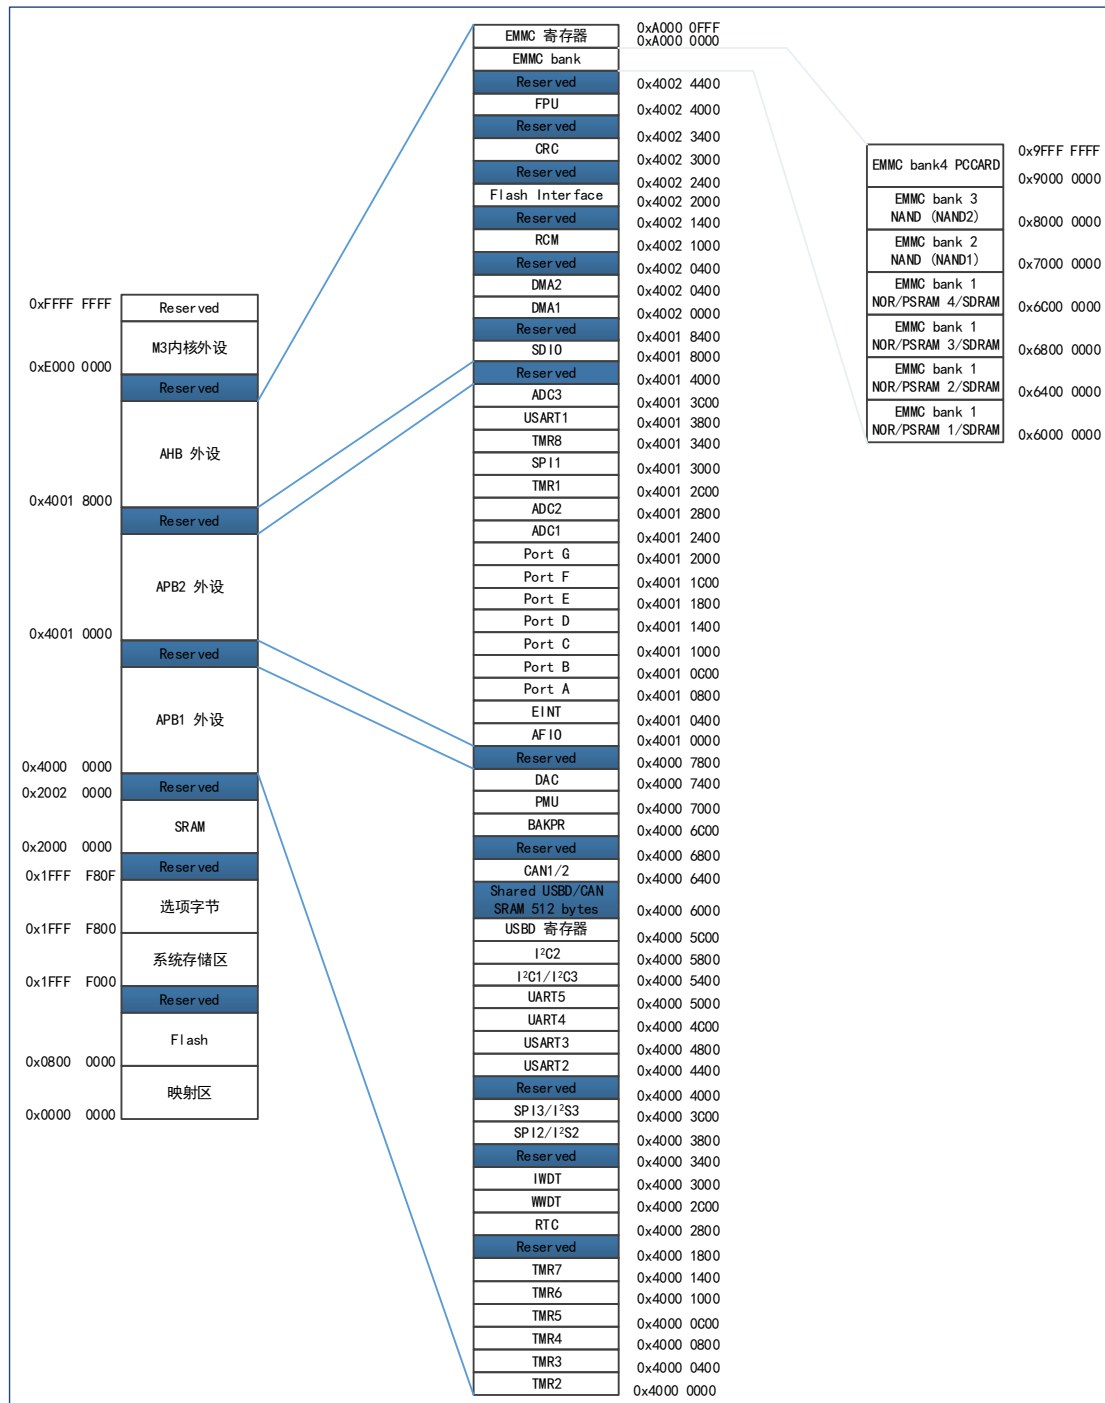 0xFFFF FFFF
Reserved
M3内核外设
0xE000 0000
Reserved
AHB 外设
0x4001 8000
Reserved
APB2 外设
0x4001 0000
Reserved
APB1 外设
0x4000 0000
Reserved
0x2002 0000
SRAM
0x2000 0000
Reserved
0x1FFF F80F
选项字节
0x1FFF F800
系统存储区
0x1FFF F000
Reserved
Flash
0x0800 0000
映射区
0x0000 0000
0xA000 0FFF
EMMC 寄存器
0xA000 0000
EMMC bank
Reserved
0x4002 4400
FPU
0x4002 4000
Reserved
0x4002 3400
CRC
0x4002 3000
Reserved
0x4002 2400
Flash Interface
0x4002 2000
Reserved
0x4002 1400
RCM
0x4002 1000
Reserved
0x4002 0400
DMA2
0x4002 0400
DMA1
0x4002 0000
Reserved
0x4001 8400
SDIO
0x4001 8000
Reserved
0x4001 4000
ADC3
0x4001 3C00
USART1
0x4001 3800
TMR8
0x4001 3400
SPI1
0x4001 3000
TMR1
0x4001 2C00
ADC2
0x4001 2800
ADC1
0x4001 2400
Port G
0x4001 2000
Port F
0x4001 1C00
Port E
0x4001 1800
Port D
0x4001 1400
Port C
0x4001 1000
Port B
0x4001 0C00
Port A
0x4001 0800
EINT
0x4001 0400
AFIO
0x4001 0000
Reserved
0x4000 7800
DAC
0x4000 7400
PMU
0x4000 7000
BAKPR
0x4000 6C00
Reserved
0x4000 6800
CAN1/2
0x4000 6400
Shared USBD/CAN
SRAM 512 bytes
0x4000 6000
USBD 寄存器
0x4000 5C00
I²C2
0x4000 5800
I²C1/I²C3
0x4000 5400
UART5
0x4000 5000
UART4
0x4000 4C00
USART3
0x4000 4800
USART2
0x4000 4400
Reserved
0x4000 4000
SPI3/I²S3
0x4000 3C00
SPI2/I²S2
0x4000 3800
Reserved
0x4000 3400
IWDT
0x4000 3000
WWDT
0x4000 2C00
RTC
0x4000 2800
Reserved
0x4000 1800
TMR7
0x4000 1400
TMR6
0x4000 1000
TMR5
0x4000 0C00
TMR4
0x4000 0800
TMR3
0x4000 0400
TMR2
0x4000 0000
0x9FFF FFFF
EMMC bank4 PCCARD
0x9000 0000
EMMC bank 3
NAND (NAND2)
0x8000 0000
EMMC bank 2
NAND (NAND1)
0x7000 0000
EMMC bank 1
NOR/PSRAM 4/SDRAM
0x6C00 0000
EMMC bank 1
NOR/PSRAM 3/SDRAM
0x6800 0000
EMMC bank 1
NOR/PSRAM 2/SDRAM
0x6400 0000
EMMC bank 1
NOR/PSRAM 1/SDRAM
0x6000 0000